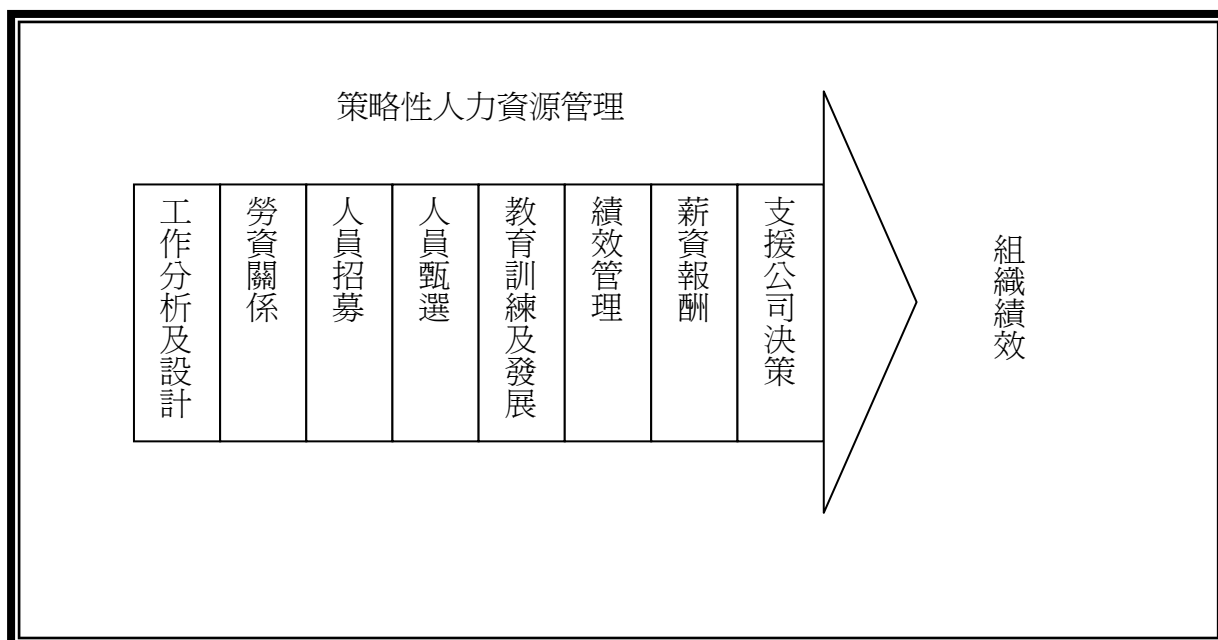 策略性人力資源管理
工作分析及設計
勞資關係
人員招募
人員甄選
教育訓練及發展
績效管理
薪資報酬
支援公司決策
組織績效